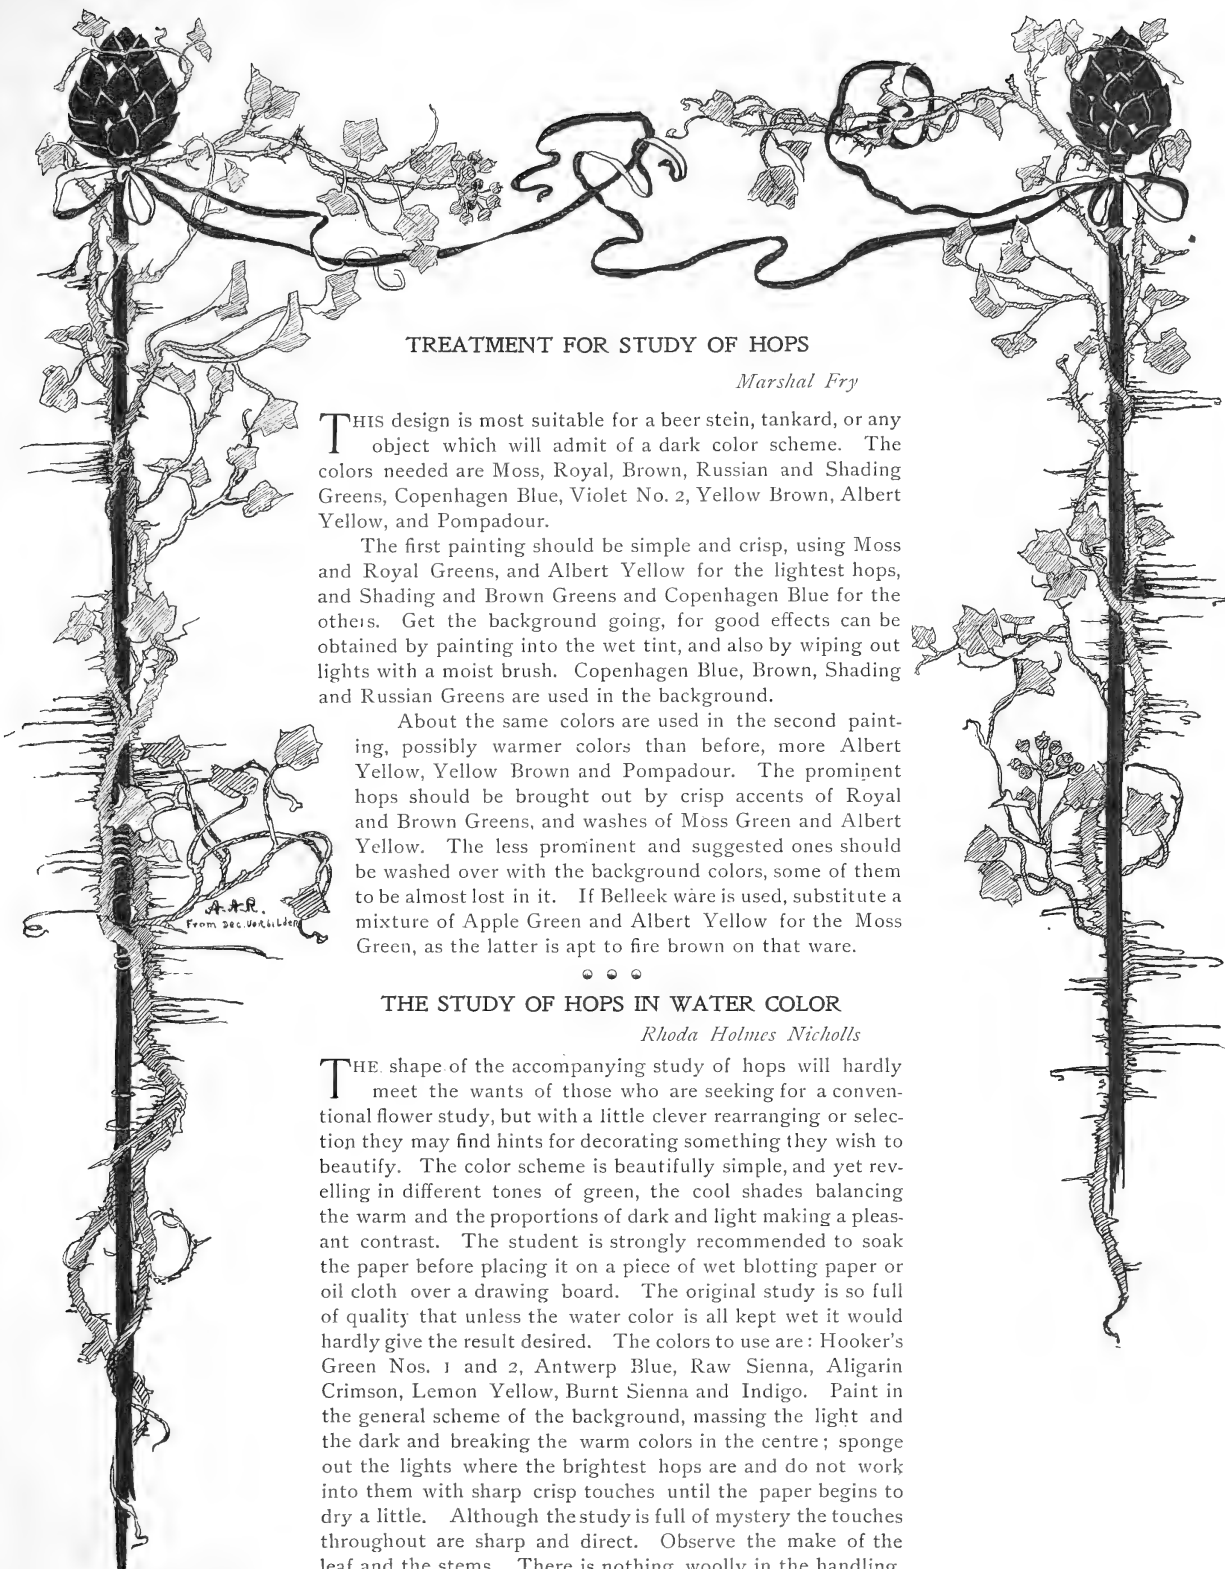 TREATMENT FOR STUDY OF HOPS
Marshal Fry
THIS design is most suitable for a beer stein, tankard, or any
object which will admit of a dark color scheme. The
colors needed are Moss, Royal, Brown, Russian and Shading
Greens, Copenhagen Blue, Violet No. 2, Yellow Brown, Albert
Yellow, and Pompadour.
The first painting should be simple and crisp, using Moss
and Royal Greens, and Albert Yellow for the lightest hops,
and Shading and Brown Greens and Copenhagen Blue for the
others. Get the background going, for good effects can be
obtained by painting into the wet tint, and also by wiping out
lights with a moist brush. Copenhagen Blue, Brown, Shading
and Russian Greens are used in the background.
About the same colors are used in the second paint-
ing, possibly warmer colors than before, more Albert
Yellow, Yellow Brown and Pompadour. The prominent
hops should be brought out by crisp accents of Royal
and Brown Greens, and washes of Moss Green and Albert
Yellow. The less prominent and suggested ones should
be washed over with the background colors, some of them
to be almost lost in it. If Belleek ware is used, substitute a
mixture of Apple Green and Albert Yellow for the Moss
Green, as the latter is apt to fire brown on that ware.
A.A.R.
From Dec. Vorbilder
THE STUDY OF HOPS IN WATER COLOR
Rhoda Holmes Nicholls
THE shape of the accompanying study of hops will hardly
meet the wants of those who are seeking for a conven-
tional flower study, but with a little clever rearranging or selec-
tion they may find hints for decorating something they wish to
beautify. The color scheme is beautifully simple, and yet rev-
elling in different tones of green, the cool shades balancing
the warm and the proportions of dark and light making a pleas-
ant contrast. The student is strongly recommended to soak
the paper before placing it on a piece of wet blotting paper or
oil cloth over a drawing board. The original study is so full
of quality that unless the water color is all kept wet it would
hardly give the result desired. The colors to use are: Hooker's
Green Nos. 1 and 2, Antwerp Blue, Raw Sienna, Aligarin
Crimson, Lemon Yellow, Burnt Sienna and Indigo. Paint in
the general scheme of the background, massing the light and
the dark and breaking the warm colors in the centre; sponge
out the lights where the brightest hops are and do not work
into them with sharp crisp touches until the paper begins to
dry a little. Although the study is full of mystery the touches
throughout are sharp and direct. Observe the make of the
leaf and the stems. There is nothing woolly in the handling.